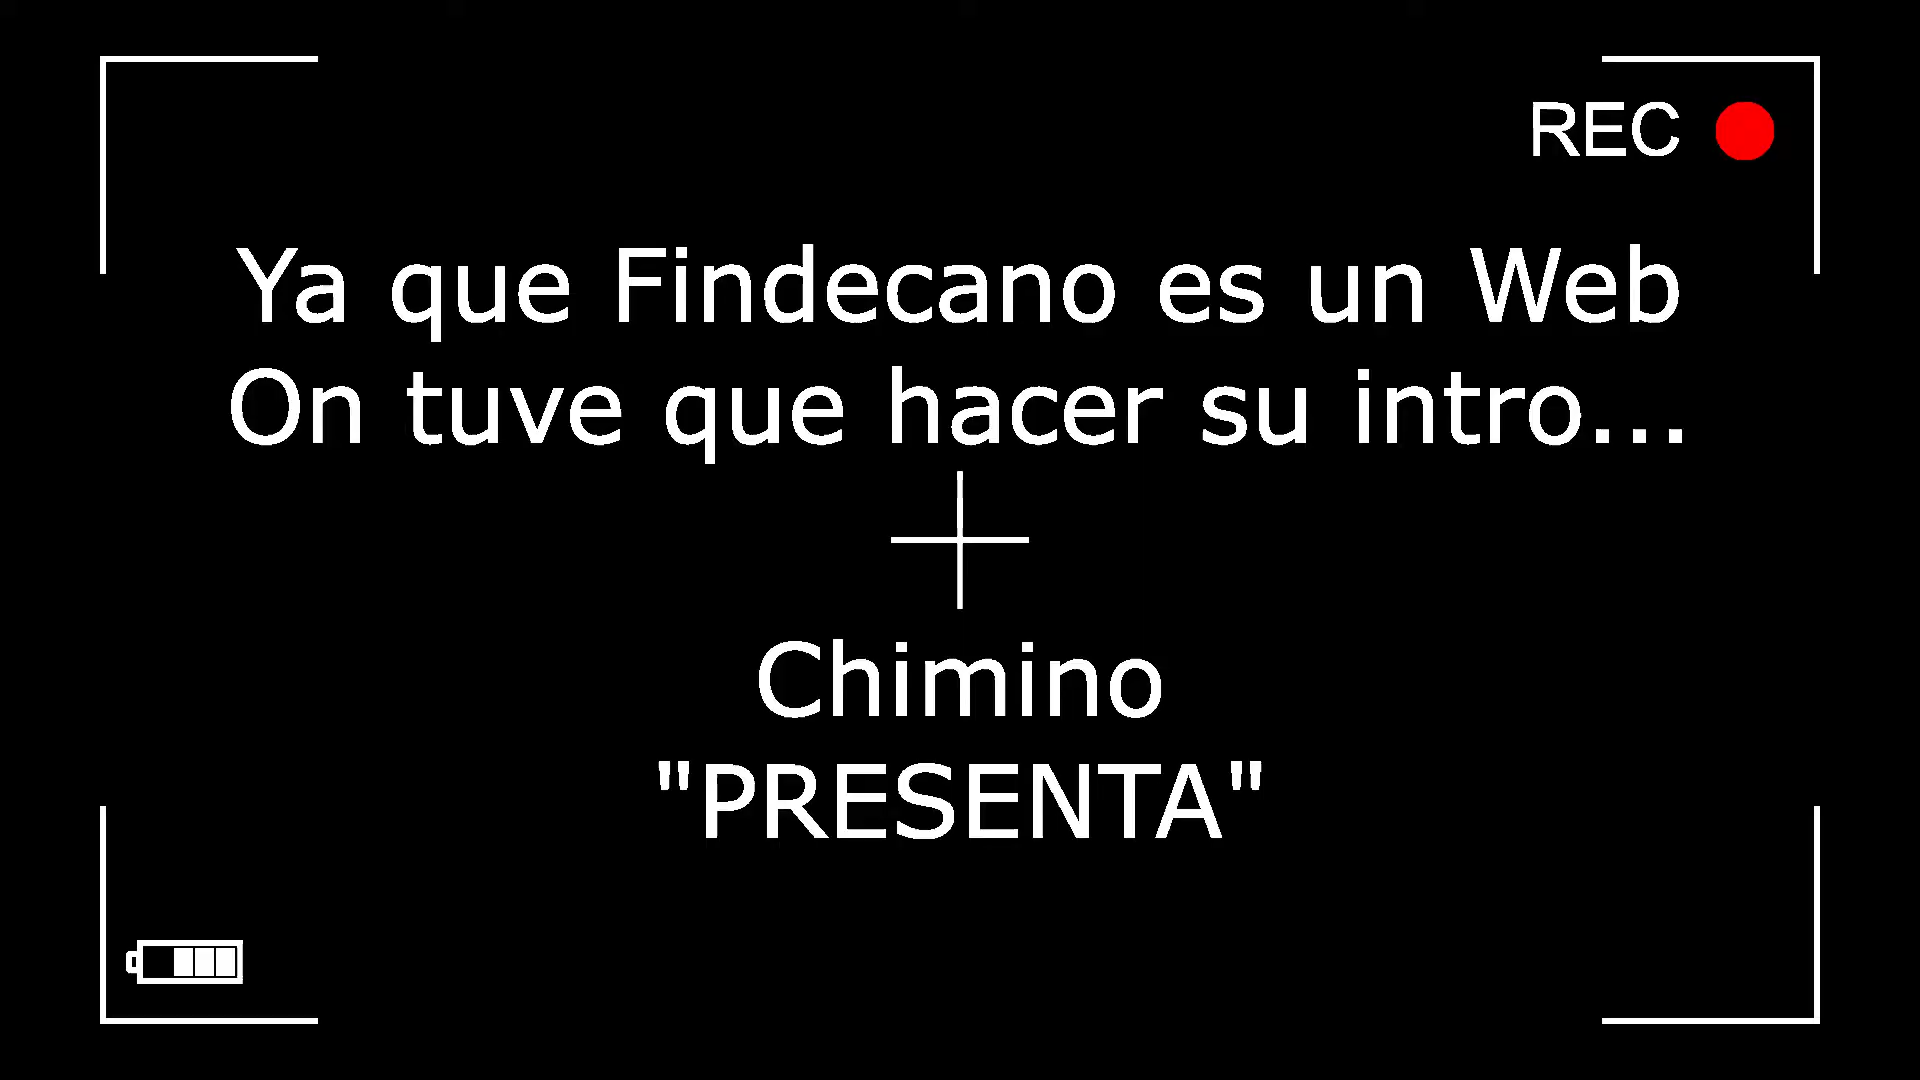 REC
Ya que Findecano es un Web
On tuve que hacer su intro...
Chimino
"PRESENTA"